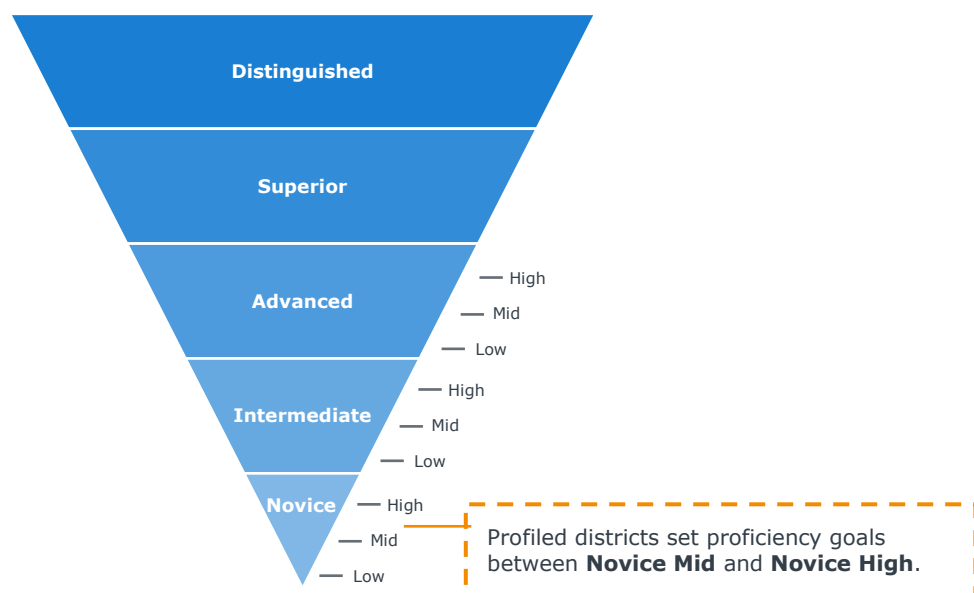 Distinguished
Superior
Advanced
High
Mid
Low
Intermediate
High
Mid
Low
Novice
High
Mid
Low
Profiled districts set proficiency goals
between Novice Mid and Novice High.